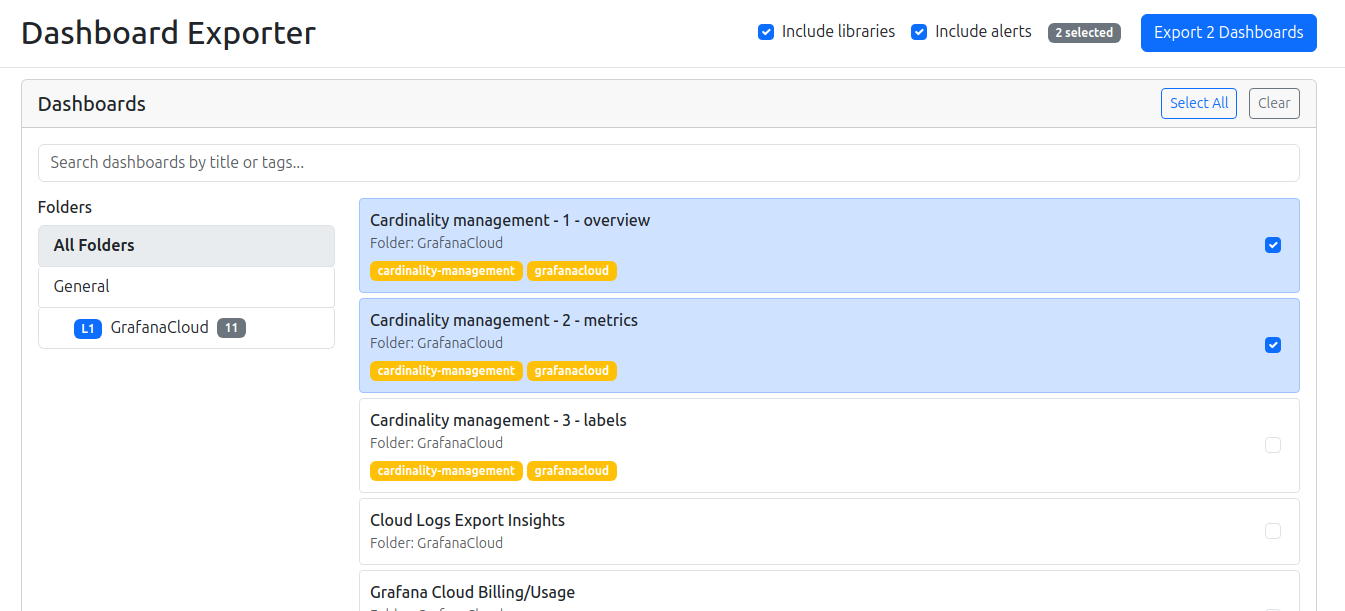 Dashboard Exporter
Include libraries
Include alerts
2 selected
Export 2 Dashboards
Dashboards
Select All
Clear
Search dashboards by title or tags...
Folders
All Folders
General
L1 GrafanaCloud 11
Cardinality management - 1 - overview
Folder: GrafanaCloud
cardinality-management grafanacloud
Cardinality management - 2 - metrics
Folder: GrafanaCloud
cardinality-management grafanacloud
Cardinality management - 3 - labels
Folder: GrafanaCloud
cardinality-management grafanacloud
Cloud Logs Export Insights
Folder: GrafanaCloud
Grafana Cloud Billing/Usage